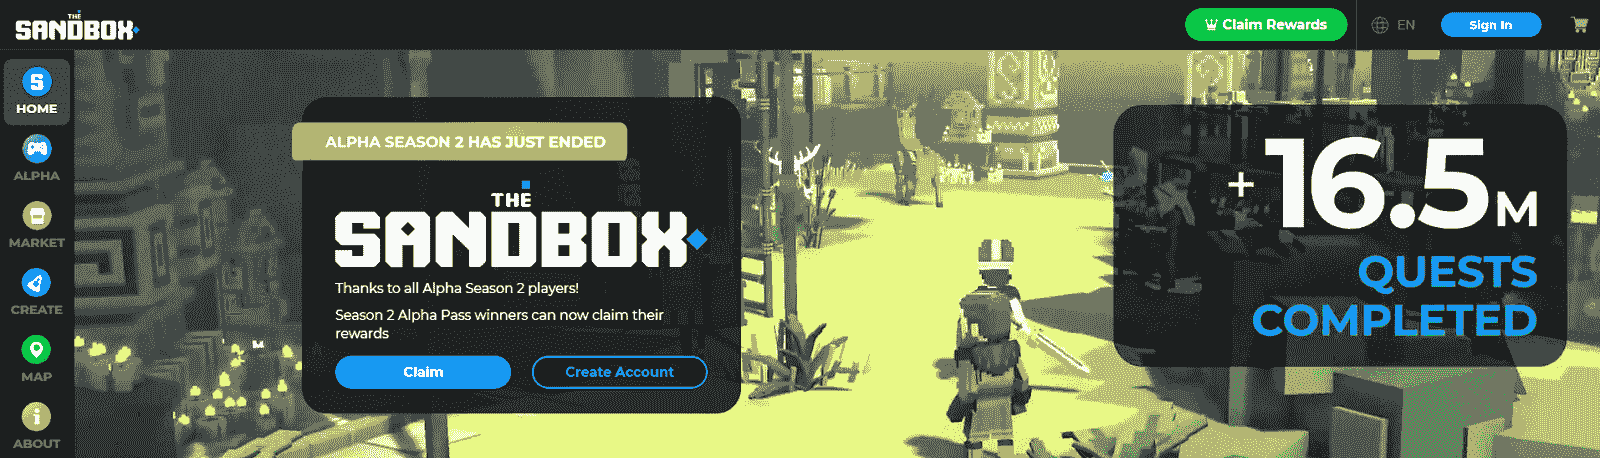 THE
SANDBOX
Claim Rewards
EN
Sign In
S
HOME
ALPHA
MARKET
CREATE
MAP
ABOUT
ALPHA SEASON 2 HAS JUST ENDED
THE
SANDBOX
Thanks to all Alpha Season 2 players!
Season 2 Alpha Pass winners can now claim their
rewards
Claim
Create Account
+16.5M
QUESTS
COMPLETED